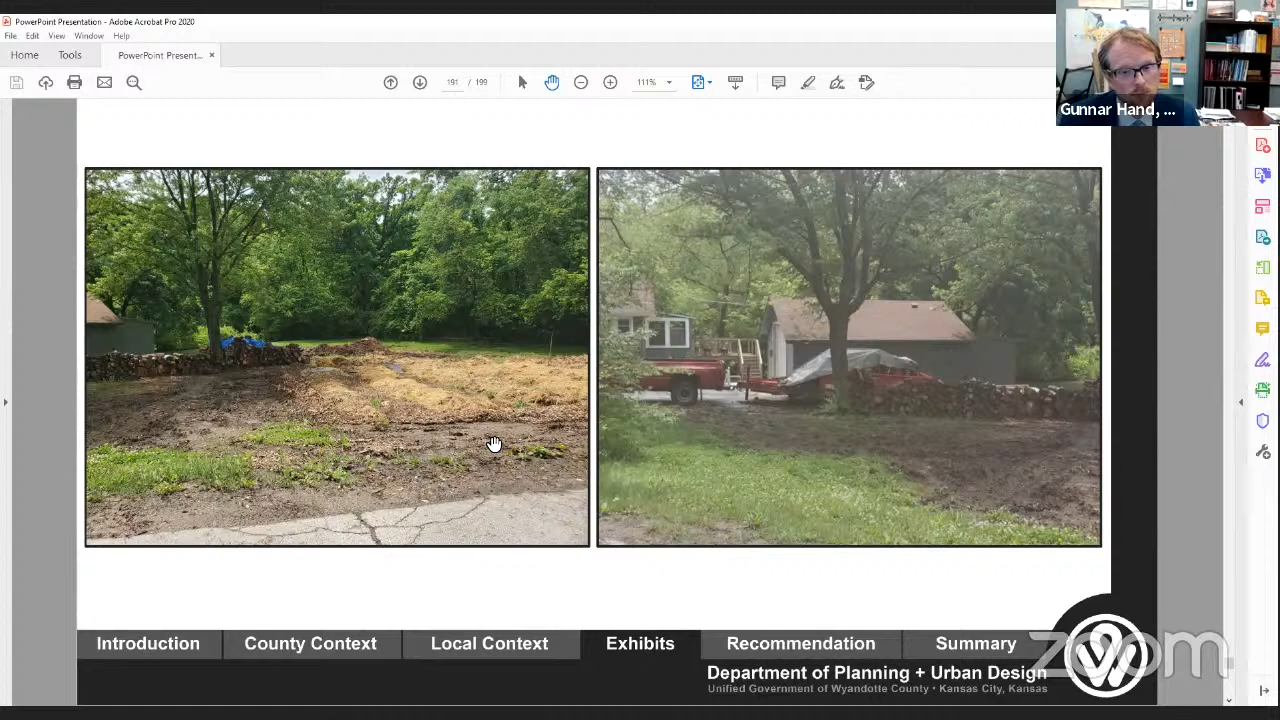 PowerPoint Presentation - Adobe Acrobat Pro 2020
File Edit View Window Help
Home Tools PowerPoint Present... ×
191 199 111%
Gunnar Hand, ...
Introduction County Context Local Context Exhibits Recommendation Summary
Department of Planning + Urban Design
Unified Government of Wyandotte County • Kansas City, Kansas
zoom